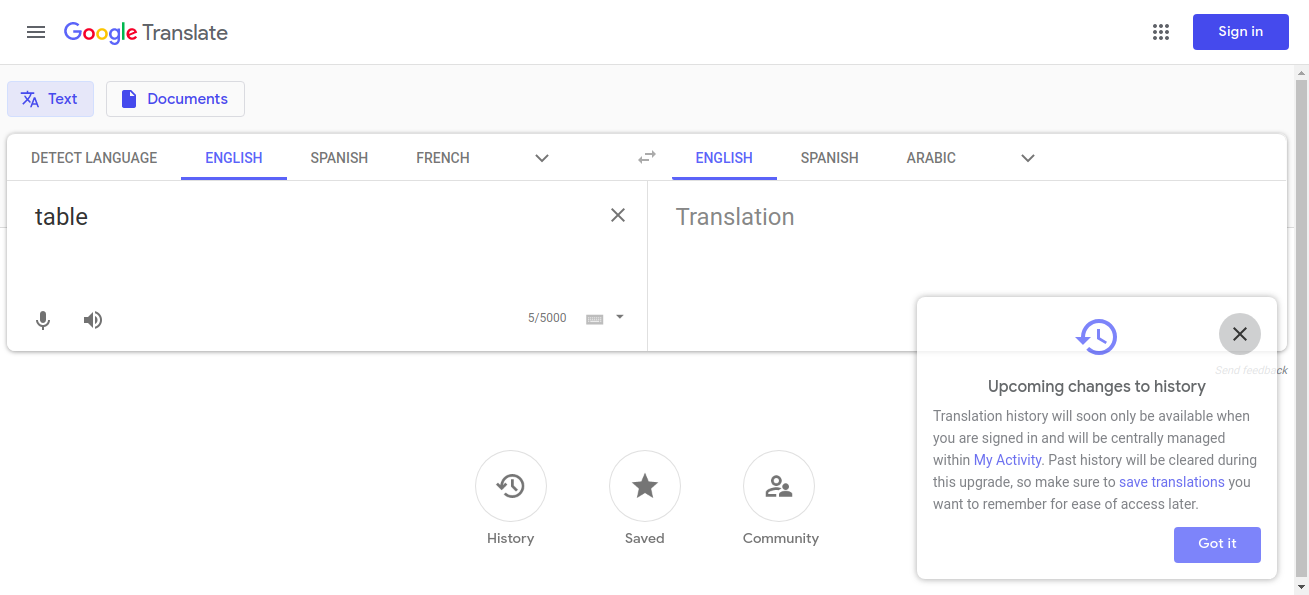 Google Translate
Sign in
Text
Documents
DETECT LANGUAGE
ENGLISH
SPANISH
FRENCH
ENGLISH
SPANISH
ARABIC
table
Translation
5/5000
Send feedback
Upcoming changes to history
Translation history will soon only be available when
you are signed in and will be centrally managed
within My Activity. Past history will be cleared during
this upgrade, so make sure to save translations you
want to remember for ease of access later.
Got it
History
Saved
Community